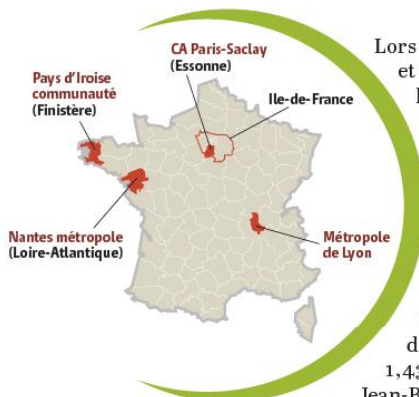 CA Paris-Saclay
(Essonne)
Pays d'Iroise
communauté
(Finistère)
Ile-de-France
Nantes métropole
(Loire-Atlantique)
Métropole
de Lyon
Lors
et
d
1,4
Jean-B